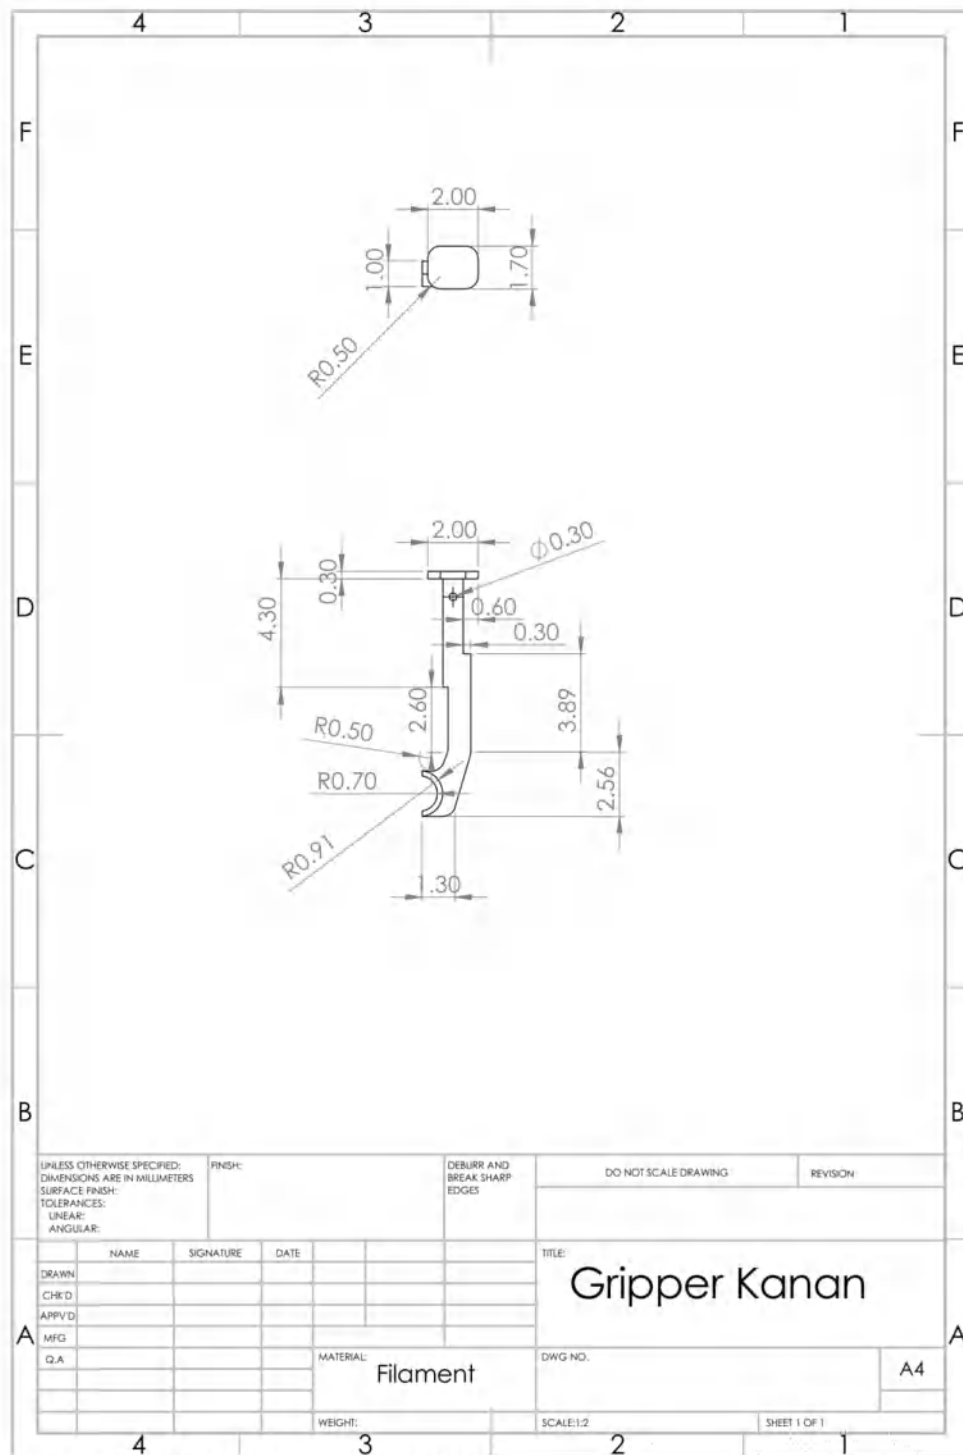 4 3 2 1
F F
2.00
1.00
1.70
E E
R0.50
2.00
Ø0.30
0.30
D 4.30 0.60 D
0.30
2.60 3.89
R0.50
R0.70 2.56
R0.91
C C
1.30
B B
UNLESS OTHERWISE SPECIFIED:
DIMENSIONS ARE IN MILLIMETERS
SURFACE FINISH:
TOLERANCES:
LINEAR:
ANGULAR:
FINISH:
DEBURR AND
BREAK SHARP
EDGES
DO NOT SCALE DRAWING
REVISION
NAME SIGNATURE DATE
DRAWN
CHK'D
APPV'D
MFG
Q.A
TITLE:
Gripper Kanan
A A
MATERIAL:
Filament
DWG NO.
A4
WEIGHT:
SCALE:1:2
SHEET 1 OF 1
4 3 2 1